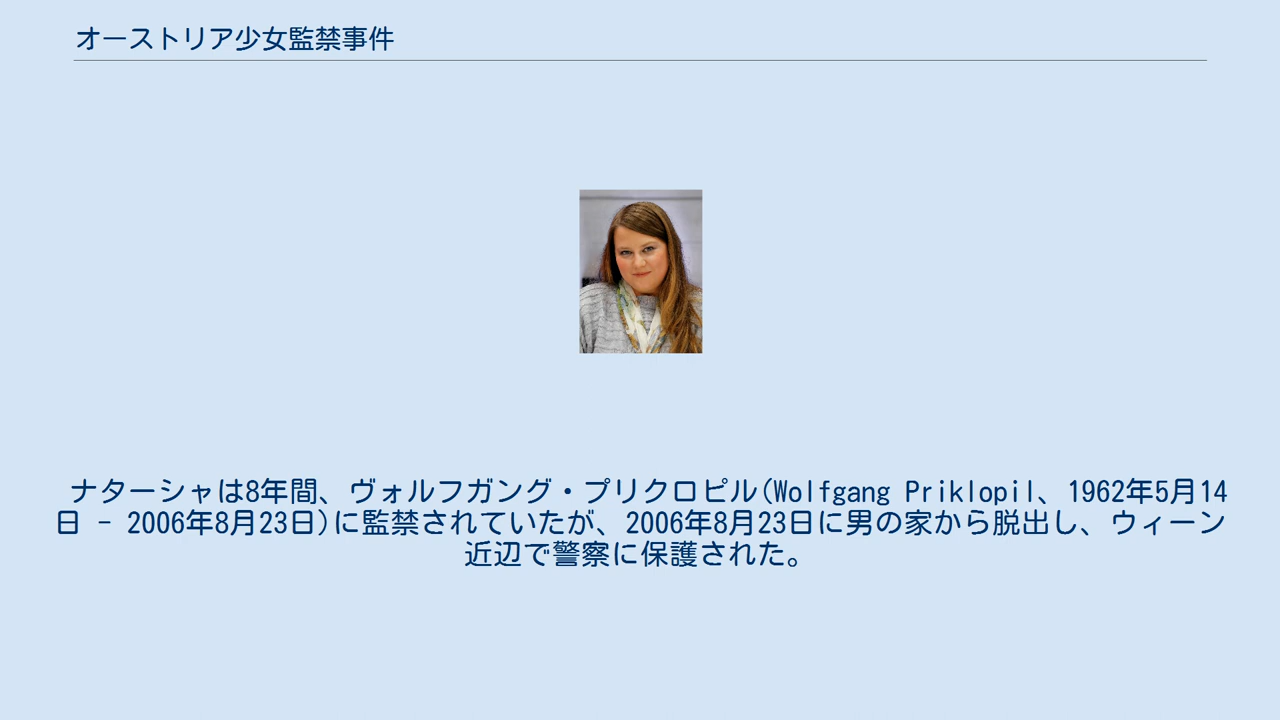 オーストリア少女監禁事件
ナターシャは8年間、ヴォルフガング・プリクロピル(Wolfgang Priklopil、1962年5月14
日 - 2006年8月23日)に監禁されていたが、2006年8月23日に男の家から脱出し、ウィーン
近辺で警察に保護された。